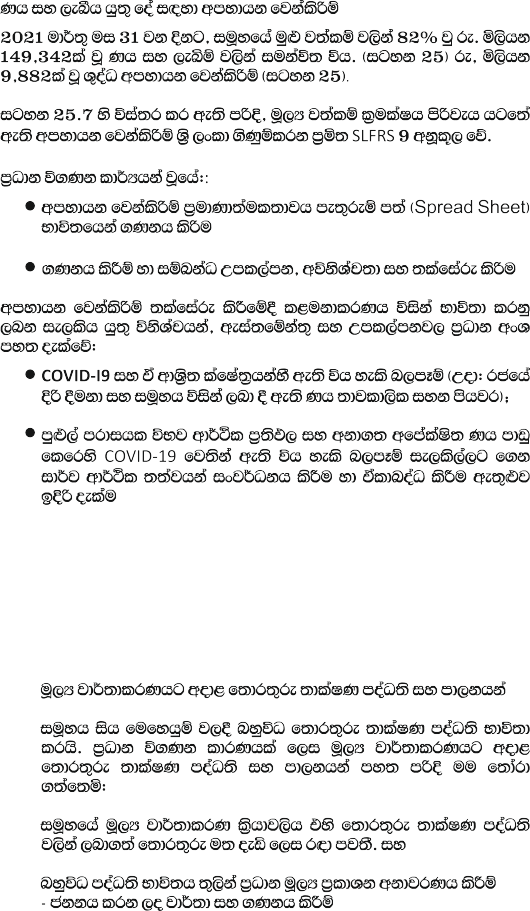 ණය සහ ලැබිය යුතු දේ සඳහා අපහායන වෙන්කිරීම්
2021 මාර්තු මස 31 වන දිනට, සමූහයේ මුළු වත්කම් වලින් 82% වු රු. මිලියන
149,342ක් වූ ණය සහ ලැබිම් වලින් සමන්විත විය. (සටහන 25) රු, මිලියන
9,882ක් වූ ශුද්ධ අපහායන වෙන්කිරිම් (සටහන 25).
සටහන 25.7 හි විස්තර කර ඇති පරිදි, මූල්‍ය වත්කම් ක්‍රමක්ෂය පිරිවැය යටතේ
ඇති අපහායන වෙන්කිරිම් ශ්‍රී ලංකා ගිණුම්කරන ප්‍රමිත SLFRS 9 අනුකූල වේ.
ප්‍රධාන විගණන කාර්යයන් වූයේ::
• අපහායන වෙන්කිරිම් ප්‍රමාණාත්මකතාවය පැතුරුම් පත් (Spread Sheet)
භාවිතයෙන් ගණනය කිරීම
• ගණනය කිරීම් හා සම්බන්ධ උපකල්පන, අවිනිශ්වතා සහ තක්සේරු කිරීම
අපහායන වෙන්කිරිම් තක්සේරු කිරීමේදී කළමනාකරණය විසින් භාවිතා කරනු
ලබන සැලකිය යුතු විනිශ්චයන්, ඇස්තමේන්තු සහ උපකල්පනවල ප්‍රධාන අංශ
පහත දැක්වේ:
• COVID-I9 සහ ඒ ආශ්‍රිත ක්ෂේත්‍රයන්හී ඇති විය හැකි බලපෑම් (උදා: රජයේ
දිරි දීමනා සහ සමූහය විසින් ලබා දී ඇති ණය තාවකාලික සහන පියවර);
• පුළුල් පරාසයක විභව ආර්ථික ප්‍රතිඵල සහ අනාගත අපේක්ෂිත ණය පාඩු
කෙරෙහි COVID-19 වෙතින් ඇති විය හැකි බලපෑම් සැලකිල්ලට ගෙන
සාර්ව ආර්ථික තත්වයන් සංවර්ධනය කිරීම හා ඒකාබද්ධ කිරීම ඇතුළුව
ඉදිරි දැක්ම
මූල්‍ය වාර්තාකරණයට අදාළ තොරතුරු තාක්ෂණ පද්ධති සහ පාලනයන්
සමූහය සිය මෙහෙයුම් වලදී බහුවිධ තොරතුරු තාක්ෂණ පද්ධති භාවිතා
කරයි. ප්‍රධාන විගණන කාරණයක් ලෙස මූල්‍ය වාර්තාකරණයට අදාළ
තොරතුරු තාක්ෂණ පද්ධති සහ පාලනයන් පහත පරිදි මම තෝරා
ගත්තෙමි:
සමූහයේ මූල්‍ය වාර්තාකරණ ක්‍රියාවලිය එහි තොරතුරු තාක්ෂණ පද්ධති
වලින් ලබාගත් තොරතුරු මත දැඩි ලෙස රඳා පවතී. සහ
බහුවිධ පද්ධති භාවිතය තුලින් ප්‍රධාන මූල්‍ය ප්‍රකාශන අනාවරණය කිරීම්
- ජනනය කරන ලද වාර්තා සහ ගණනය කිරීම්